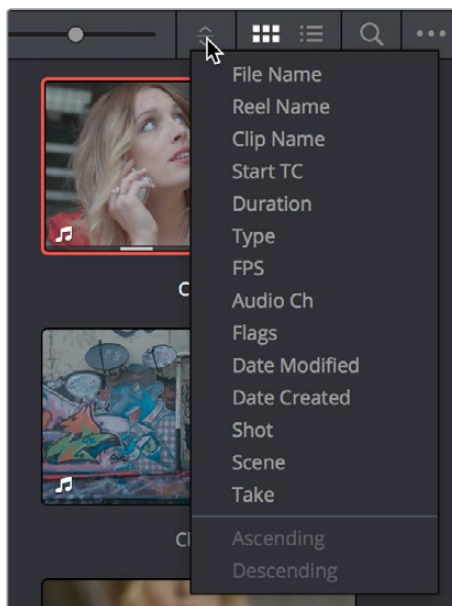 File Name
Reel Name
Clip Name
Start TC
Duration
Type
FPS
Audio Ch
Flags
Date Modified
Date Created
Shot
Scene
Take
Ascending
Descending